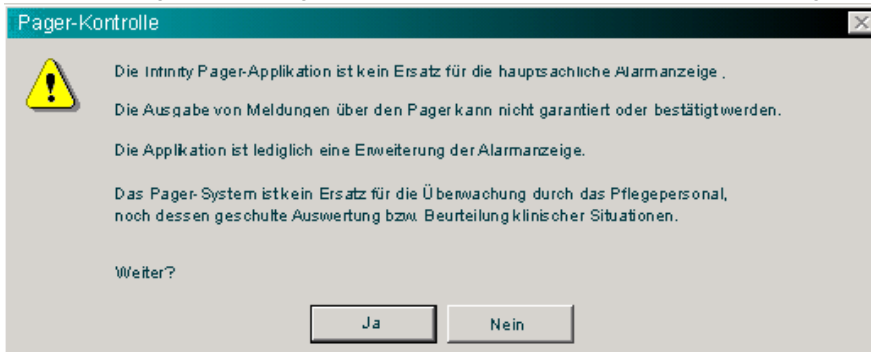 Pager-Kontrolle
Die Infinity Pager-Applikation ist kein Ersatz für die hauptsächliche Alarmanzeige.
Die Ausgabe von Meldungen über den Pager kann nicht garantiert oder bestätigt werden.
Die Applikation ist lediglich eine Erweiterung der Alarmanzeige.
Das Pager-System ist kein Ersatz für die Überwachung durch das Pflegepersonal,
noch dessen geschulte Auswertung bzw. Beurteilung klinischer Situationen.
Weiter?
Ja
Nein